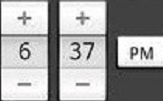 + +
6 37 PM
- -